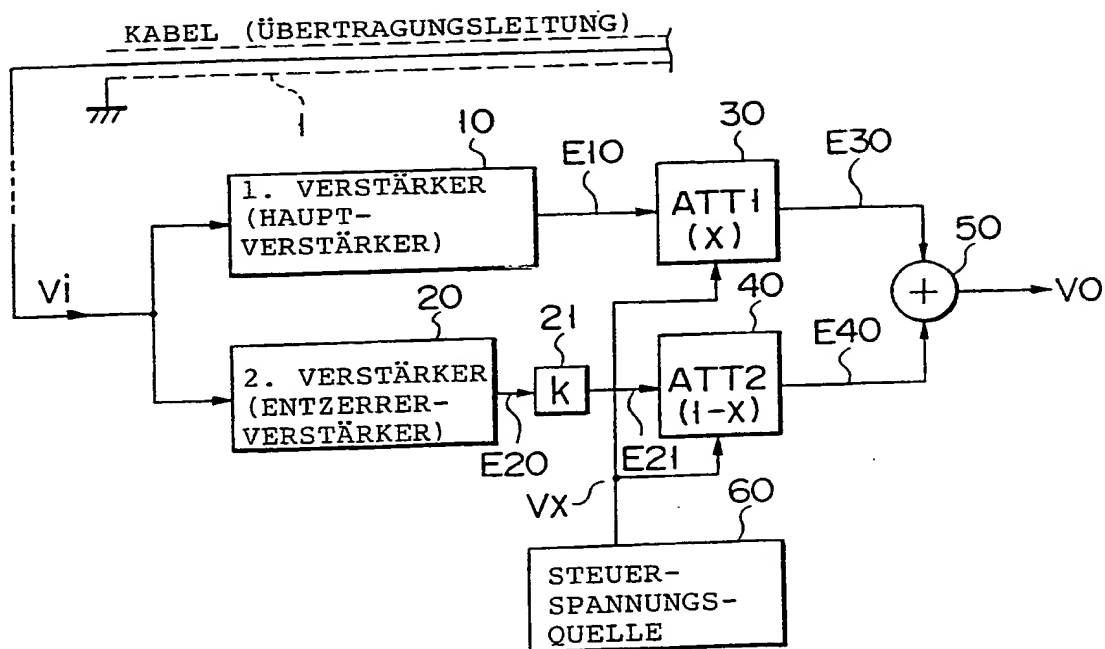 KABEL (ÜBERTRAGUNGSLEITUNG)
1
10
30
E10
E30
1. VERSTÄRKER
(HAUPT-
VERSTÄRKER)
ATT1
(X)
50
Vi
+
VO
20
21
40
E40
2. VERSTÄRKER
(ENTZERRER-
VERSTÄRKER)
k
ATT2
(1-X)
E20
E21
VX
60
STEUER-
SPANNUNGS-
QUELLE